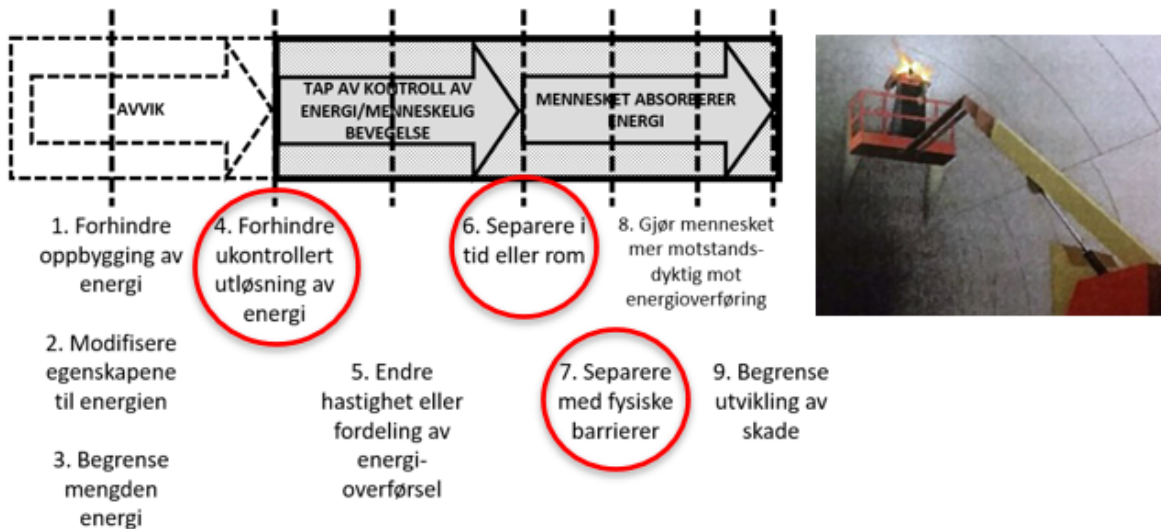 AVVIK
TAP AV KONTROLL AV
ENERGI/MENNESKELIG
BEVEGELSE
MENNESKET ABSORBERER
ENERGI
1. Forhindre
oppbygging av
energi
4. Forhindre
ukontrollert
utløsning av
energi
6. Separere i
tid eller rom
8. Gjør mennesket
mer motstands-
dyktig mot
energioverføring
2. Modifisere
egenskapene
til energien
5. Endre
hastighet eller
fordeling av
energi-
overførsel
7. Separere
med fysiske
barrierer
9. Begrense
utvikling av
skade
3. Begrense
mengden
energi